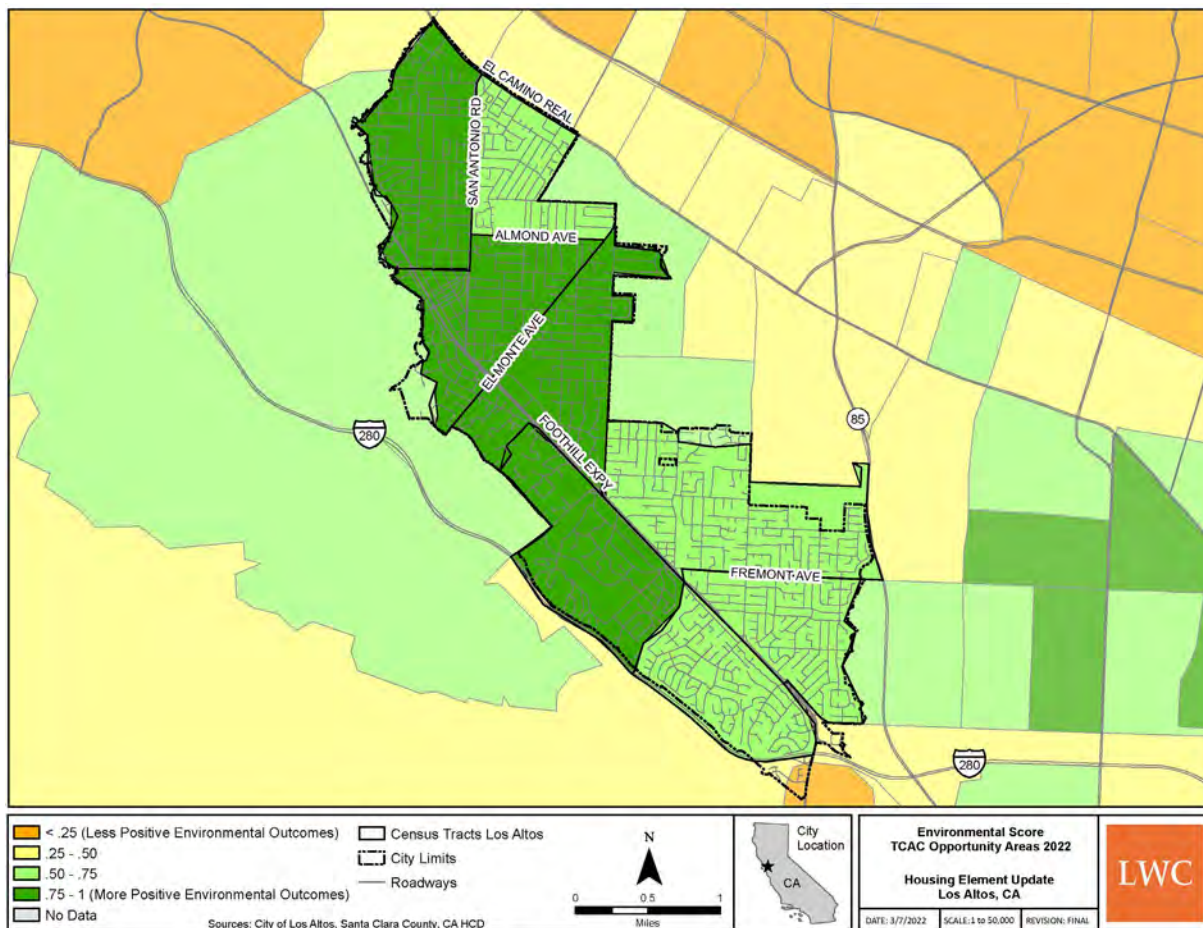 EL CAMINO REAL
SAN ANTONIO RD
ALMOND AVE
EL MONTE AVE
FOOTHILL EXPY
280
85
FREMONT AVE
280
< .25 (Less Positive Environmental Outcomes)
.25 - .50
.50 - .75
.75 - 1 (More Positive Environmental Outcomes)
No Data
Census Tracts Los Altos
City Limits
Roadways
Sources: City of Los Altos, Santa Clara County, CA HCD
N
0 0.5 1
Miles
City
Location
CA
Environmental Score
TCAC Opportunity Areas 2022
Housing Element Update
Los Altos, CA
DATE: 3/7/2022 SCALE: 1 to 50,000 REVISION: FINAL
LWC